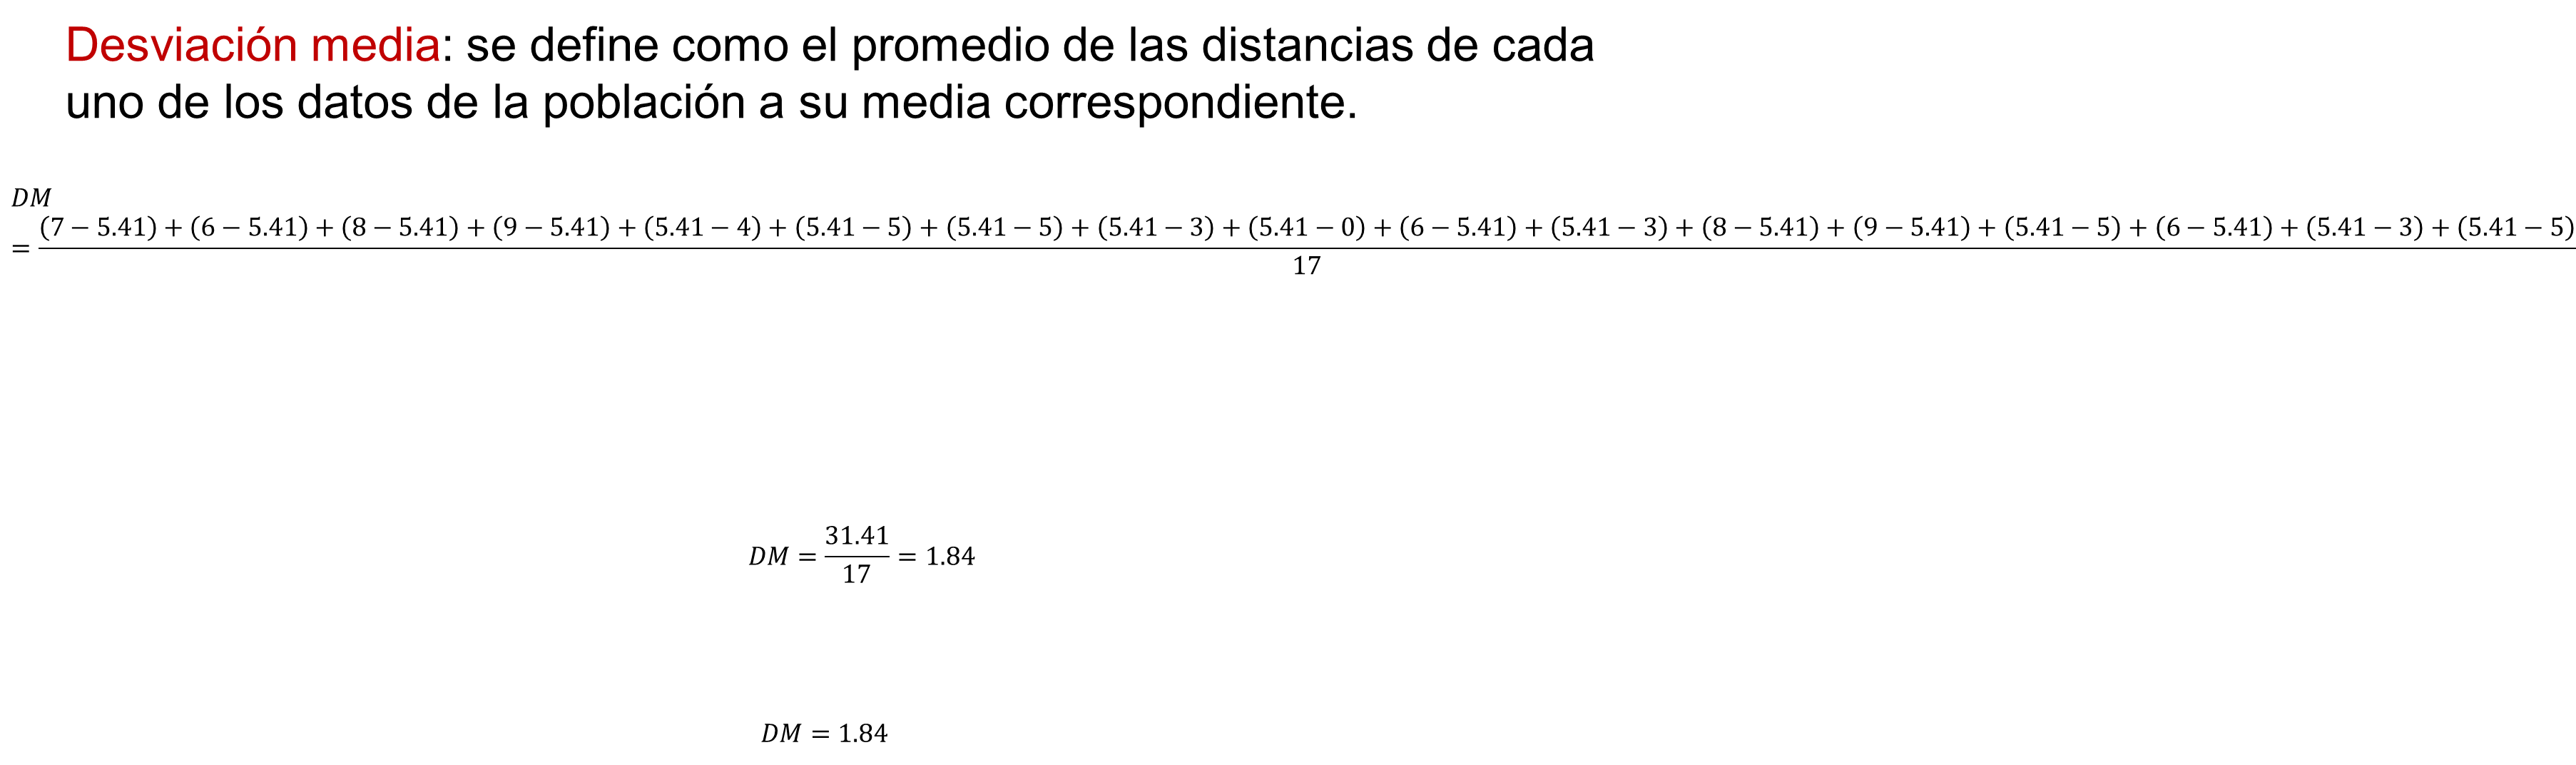 Desviación media: se define como el promedio de las distancias de cada
uno de los datos de la población a su media correspondiente.
DM
= (7 − 5.41) + (6 − 5.41) + (8 − 5.41) + (9 − 5.41) + (5.41 − 4) + (5.41 − 5) + (5.41 − 5) + (5.41 − 3) + (5.41 − 0) + (6 − 5.41) + (5.41 − 3) + (8 − 5.41) + (9 − 5.41) + (5.41 − 5) + (6 − 5.41) + (5.41 − 3) + (5.41 − 5)
17
31.41
DM = = 1.84
17
DM = 1.84